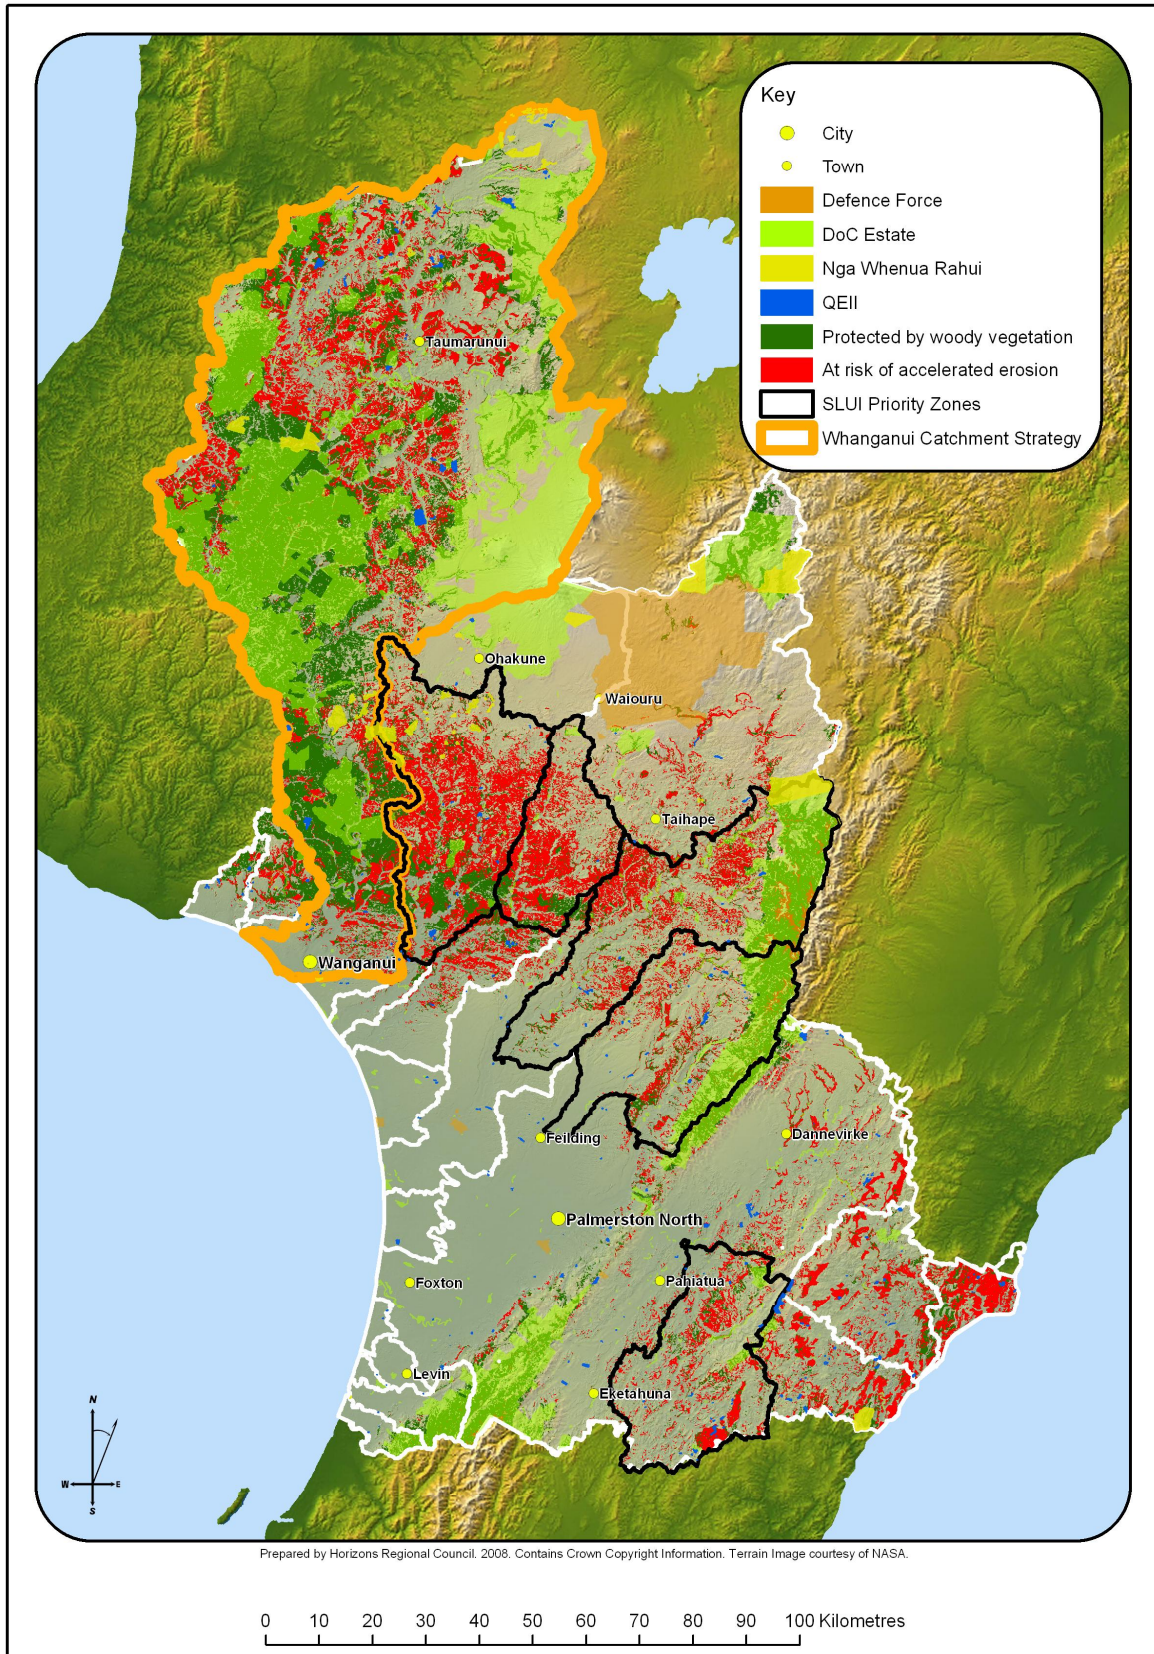 Key
City
Town
Defence Force
DoC Estate
Nga Whenua Rahui
QEII
Protected by woody vegetation
At risk of accelerated erosion
SLUI Priority Zones
Whanganui Catchment Strategy
Taumarunui
Ohakune
Waiouru
Taihape
Wanganui
Feilding
Dannevirke
Palmerston North
Foxton
Pahiatua
Levin
Eketahuna
N
W E
S
Prepared by Horizons Regional Council. 2008. Contains Crown Copyright Information. Terrain Image courtesy of NASA.
0 10 20 30 40 50 60 70 80 90 100 Kilometres